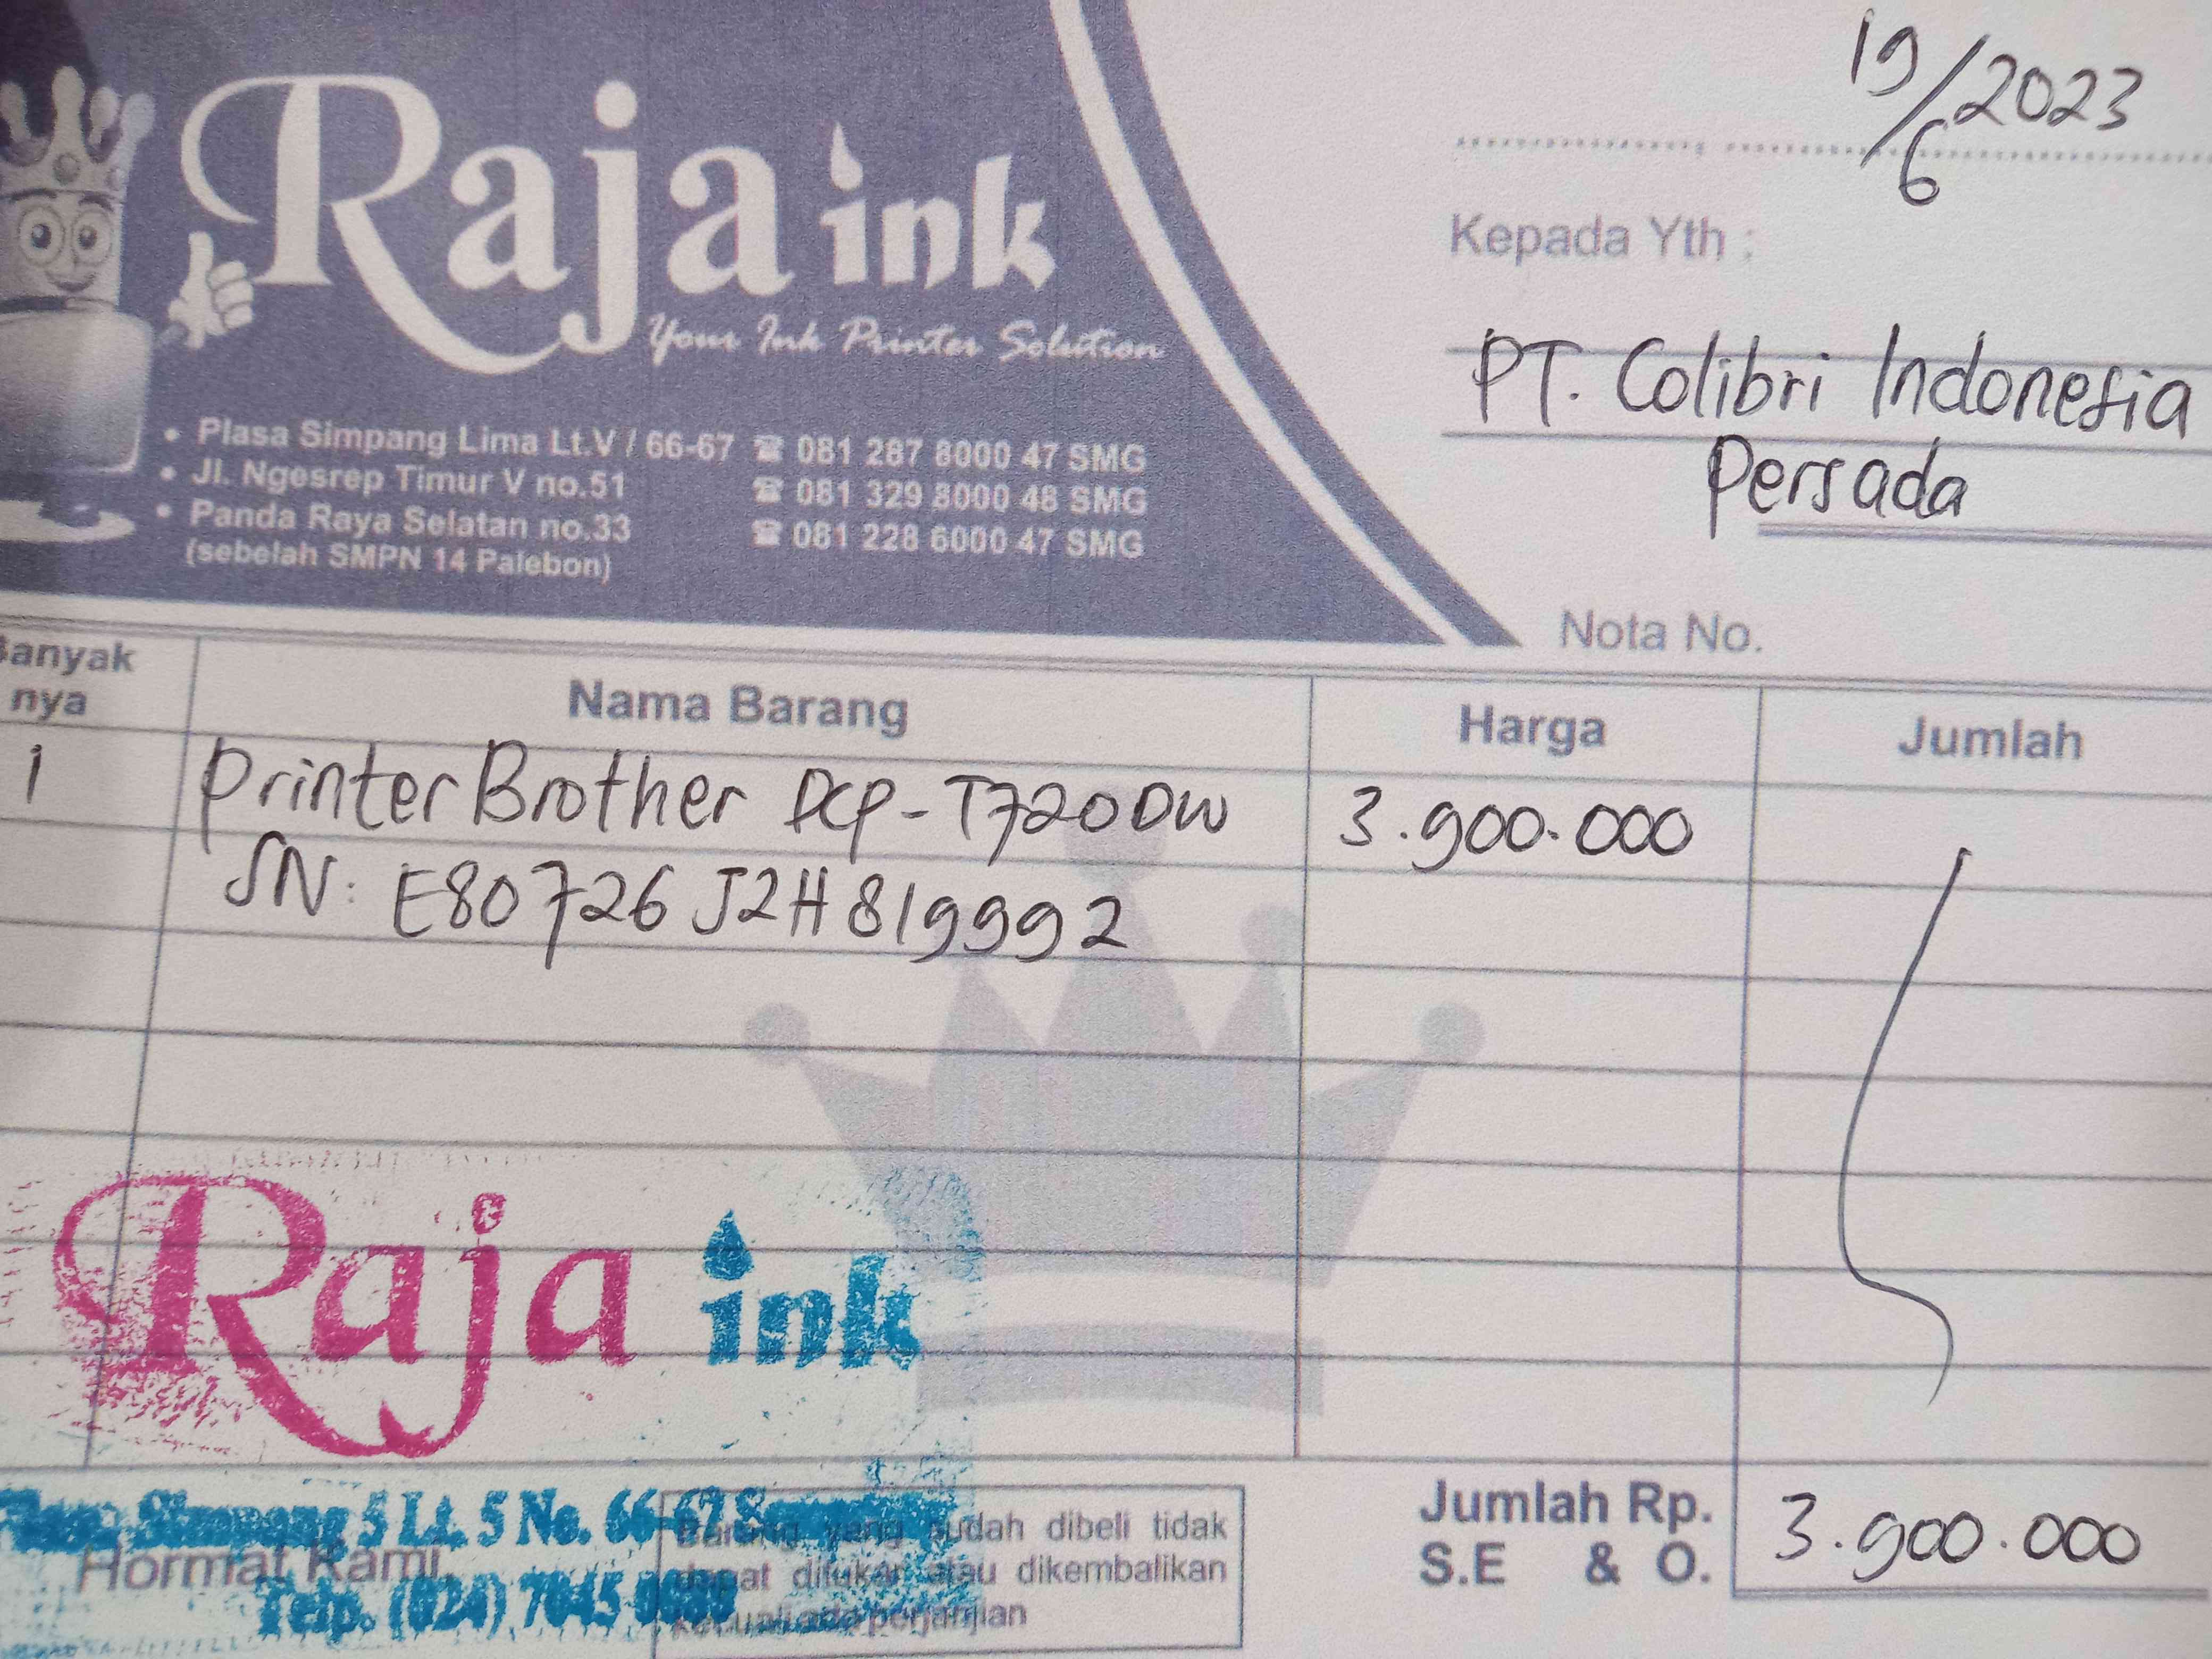 Raja ink
Your Ink Printer Solution
• Plasa Simpang Lima Lt.V / 66-67 ☎ 081 287 8000 47 SMG
• Jl. Ngesrep Timur V no.51 ☎ 081 329 8000 48 SMG
• Panda Raya Selatan no.33 ☎ 081 228 6000 47 SMG
(sebelah SMPN 14 Palebon)
19/6 2023
Kepada Yth :
PT. Colibri Indonesia
Persada
Nota No.
Banyak nya Nama Barang Harga Jumlah
1 Printer Brother DCP-T720DW 3.900.000
SN: E80726J2H819992
Raja ink
Simpang 5 Lt. 5 No. 66-67
Telp. (024) 7045
Hormat Kami,
Barang yang sudah dibeli tidak
dapat ditukar atau dikembalikan
kecuali ada perjanjian
Jumlah Rp. 3.900.000
S.E & O.